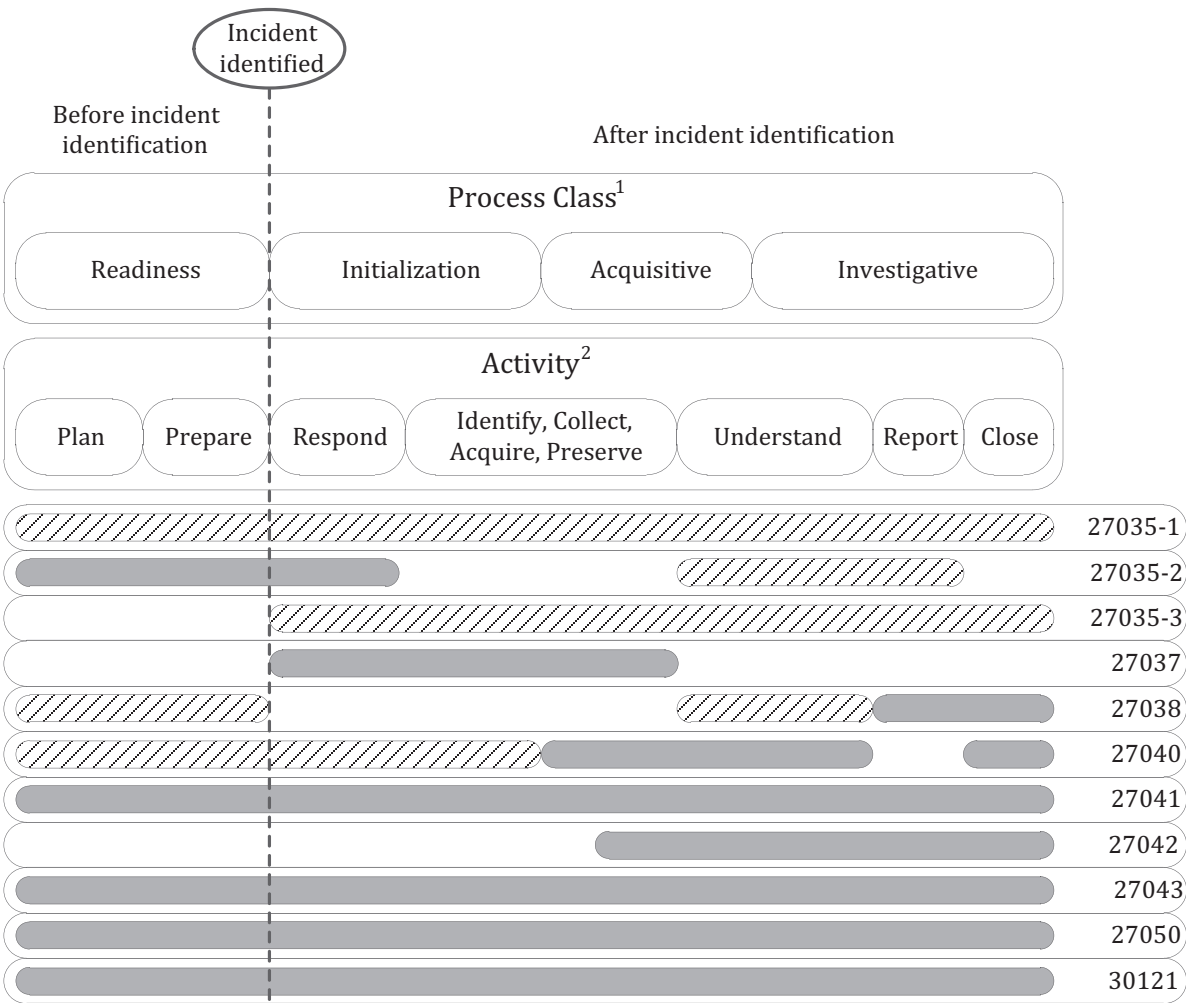 Incident
identified
Before incident
identification
After incident identification
Process Class1
Readiness
Initialization
Acquisitive
Investigative
Activity2
Plan
Prepare
Respond
Identify, Collect,
Acquire, Preserve
Understand
Report
Close
27035-1
27035-2
27035-3
27037
27038
27040
27041
27042
27043
27050
30121